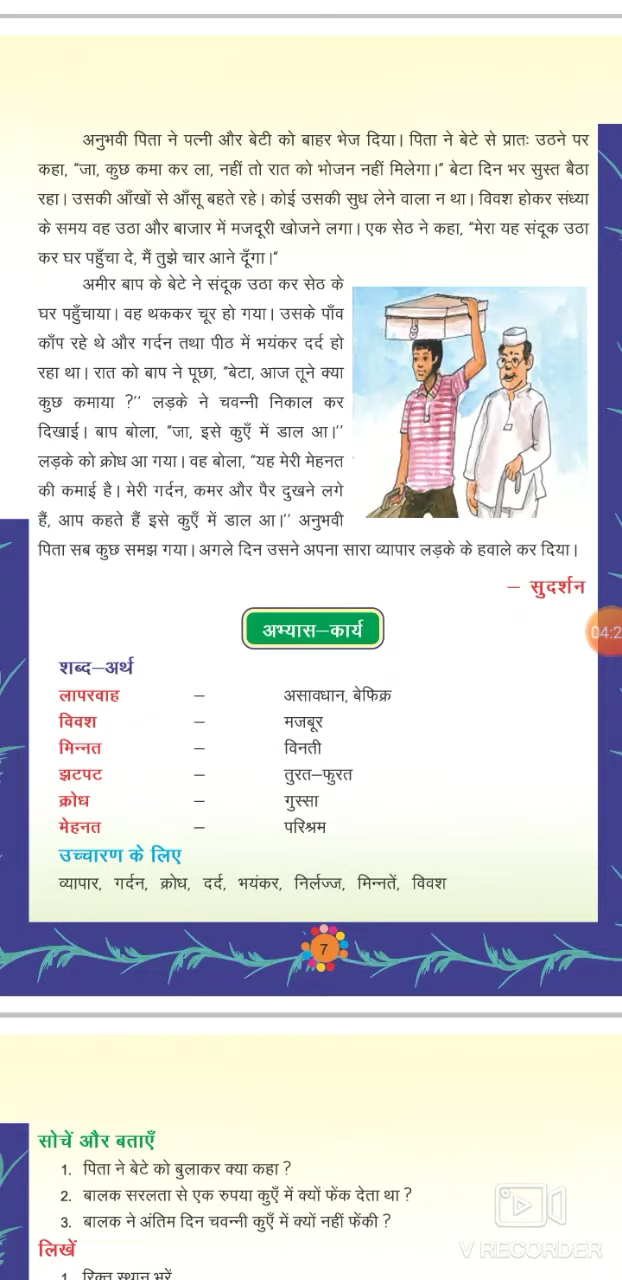 अनुभवी पिता ने पत्नी और बेटी को बाहर भेज दिया। पिता ने बेटे से प्रातः उठने पर
कहा, "जा, कुछ कमा कर ला, नहीं तो रात को भोजन नहीं मिलेगा।" बेटा दिन भर सुस्त बैठा
रहा। उसकी आँखों से आँसू बहते रहे। कोई उसकी सुध लेने वाला न था। विवश होकर संध्या
के समय वह उठा और बाजार में मजदूरी खोजने लगा। एक सेठ ने कहा, "मेरा यह संदूक उठा
कर घर पहुँचा दे, मैं तुझे चार आने दूँगा।"
अमीर बाप के बेटे ने संदूक उठा कर सेठ के
घर पहुँचाया। वह थककर चूर हो गया। उसके पाँव
काँप रहे थे और गर्दन तथा पीठ में भयंकर दर्द हो
रहा था। रात को बाप ने पूछा, "बेटा, आज तूने क्या
कुछ कमाया ?'' लड़के ने चवन्नी निकाल कर
दिखाई। बाप बोला, "जा, इसे कुएँ में डाल आ।''
लड़के को क्रोध आ गया। वह बोला, "यह मेरी मेहनत
की कमाई है। मेरी गर्दन, कमर और पैर दुखने लगे
हैं, आप कहते हैं इसे कुएँ में डाल आ।'' अनुभवी
पिता सब कुछ समझ गया। अगले दिन उसने अपना सारा व्यापार लड़के के हवाले कर दिया।
– सुदर्शन
अभ्यास–कार्य
04:2
शब्द–अर्थ
लापरवाह – असावधान, बेफिक्र
विवश – मजबूर
मिन्नत – विनती
झटपट – तुरत–फुरत
क्रोध – गुस्सा
मेहनत – परिश्रम
उच्चारण के लिए
व्यापार, गर्दन, क्रोध, दर्द, भयंकर, निर्लज्ज, मिन्नतें, विवश
7
सोचें और बताएँ
1. पिता ने बेटे को बुलाकर क्या कहा ?
2. बालक सरलता से एक रुपया कुएँ में क्यों फेंक देता था ?
3. बालक ने अंतिम दिन चवन्नी कुएँ में क्यों नहीं फेंकी ?
V RECORDER
लिखें
1. रिक्त स्थान भरें